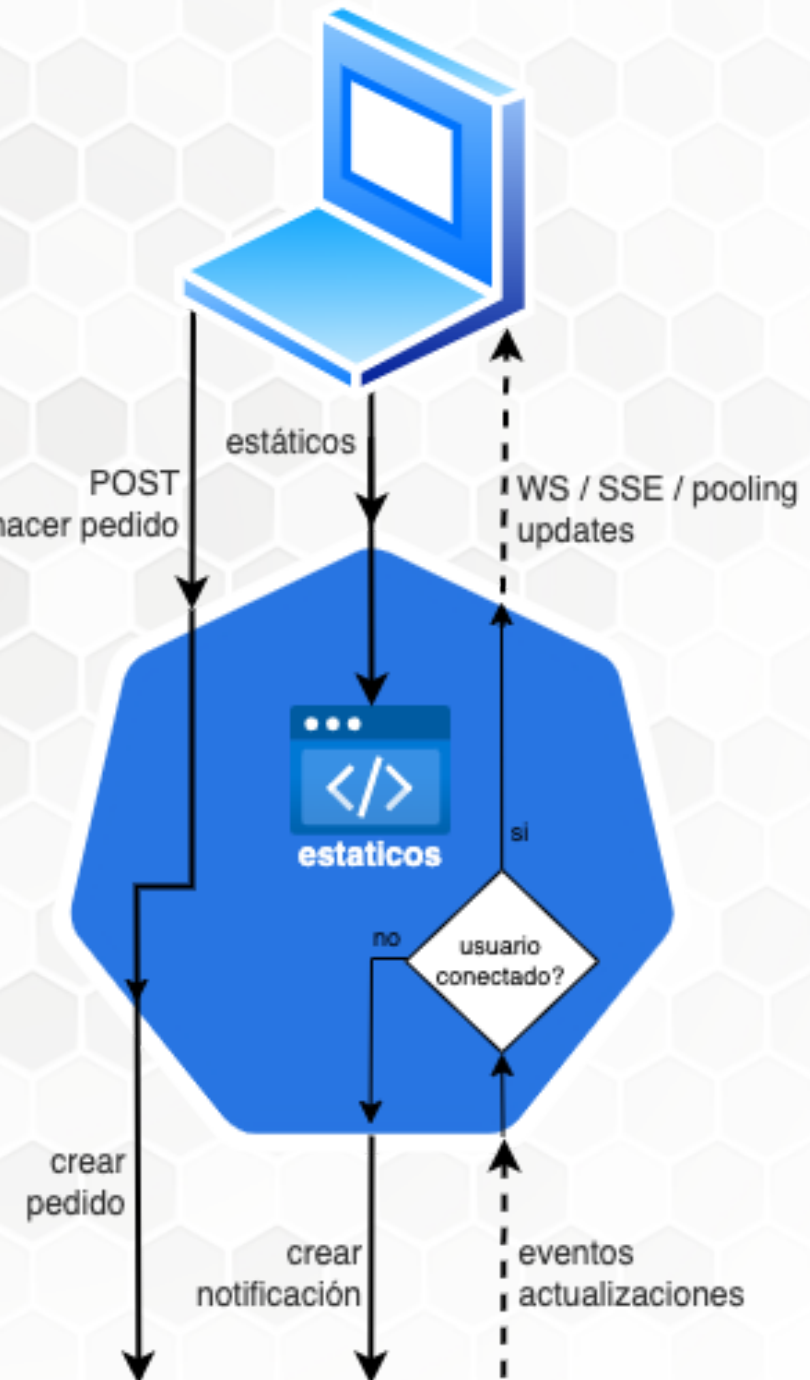 estáticos
POST
hacer pedido
WS / SSE / pooling
updates
</>
estaticos
si
no
usuario
conectado?
crear
pedido
crear
notificación
eventos
actualizaciones